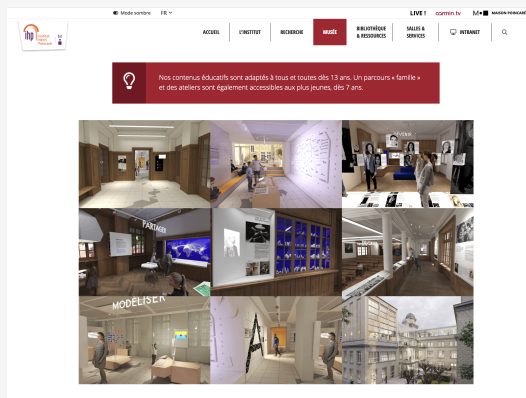 Mode sombre FR LIVE ! carmin.tv MAISON POINCARÉ
ihp Institut Henri Poincaré
ACCUEIL L'INSTITUT RECHERCHE MUSÉE BIBLIOTHÈQUE & RESSOURCES SALLES & SERVICES INTRANET
Nos contenus éducatifs sont adaptés à tous et toutes dès 13 ans. Un parcours « famille »
et des ateliers sont également accessibles aux plus jeunes, dès 7 ans.
DEVENIR
PARTAGER
MODÉLISER